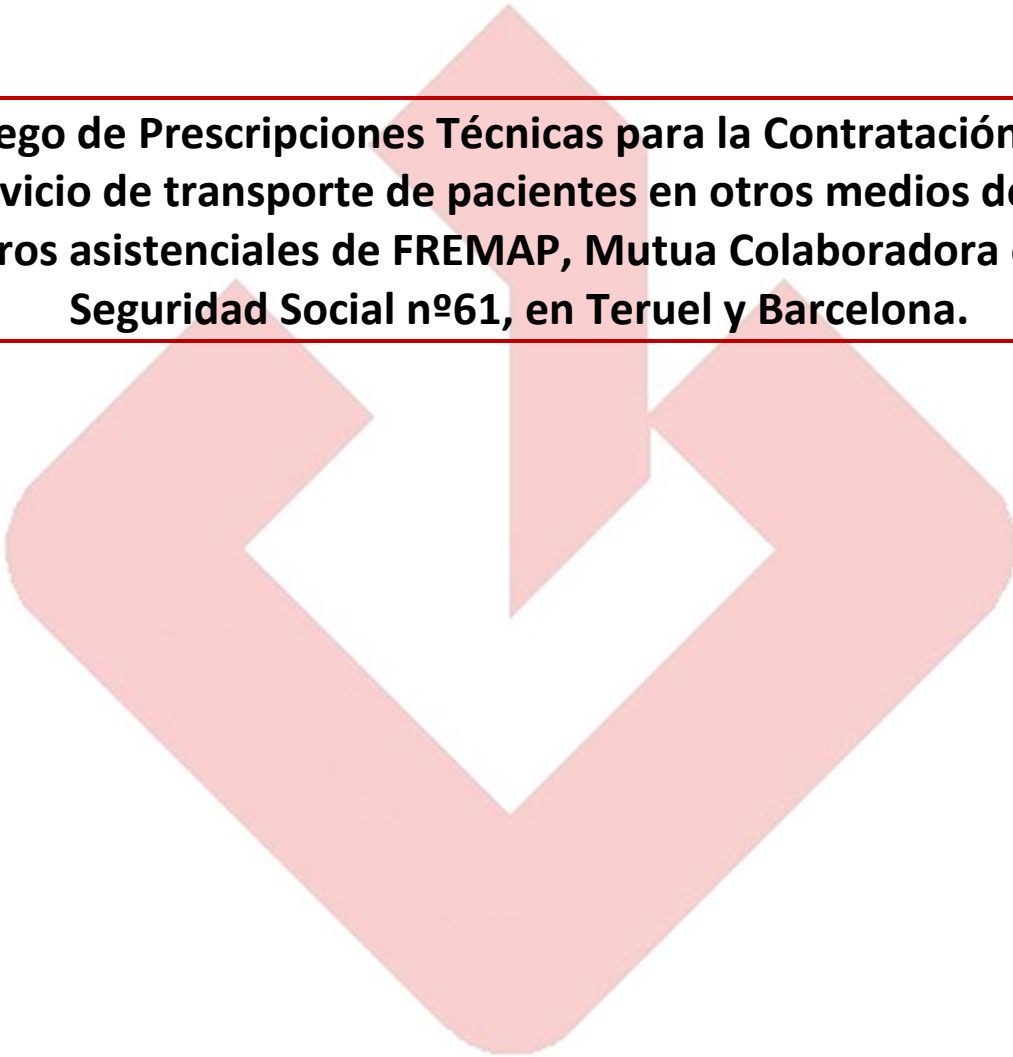 ego de Prescripciones Técnicas para la Contratación
vicio de transporte de pacientes en otros medios de
ros asistenciales de FREMAP, Mutua Colaboradora
Seguridad Social nº61, en Teruel y Barcelona.